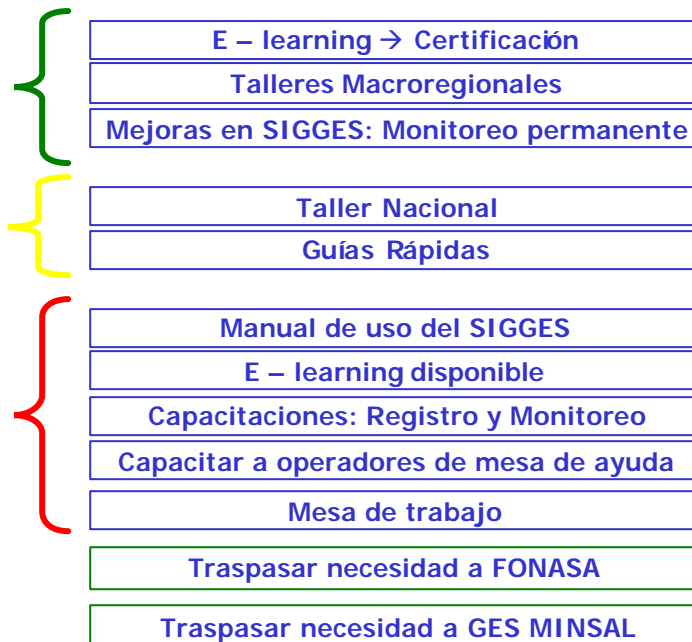 E – learning → Certificación
Talleres Macroregionales
Mejoras en SIGGES: Monitoreo permanente
Taller Nacional
Guías Rápidas
Manual de uso del SIGGES
E – learning disponible
Capacitaciones: Registro y Monitoreo
Capacitar a operadores de mesa de ayuda
Mesa de trabajo
Traspasar necesidad a FONASA
Traspasar necesidad a GES MINSAL